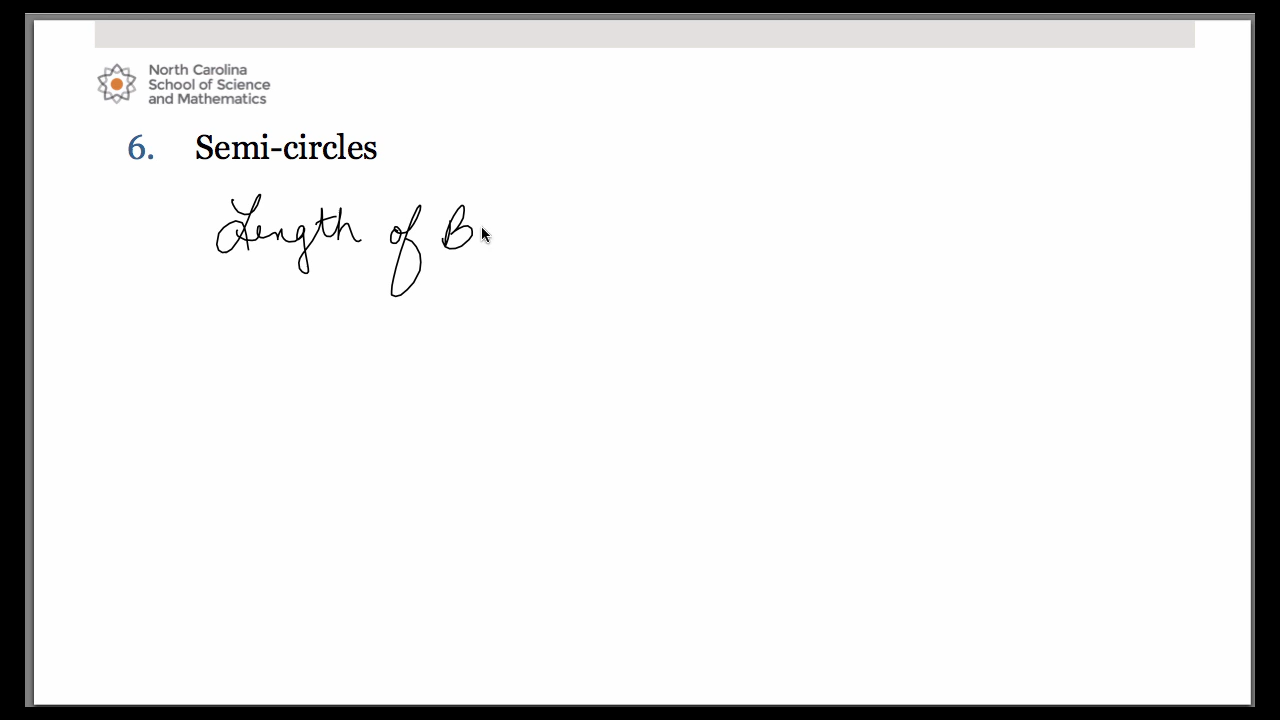 North Carolina
School of Science
and Mathematics
6. Semi-circles
Length of B